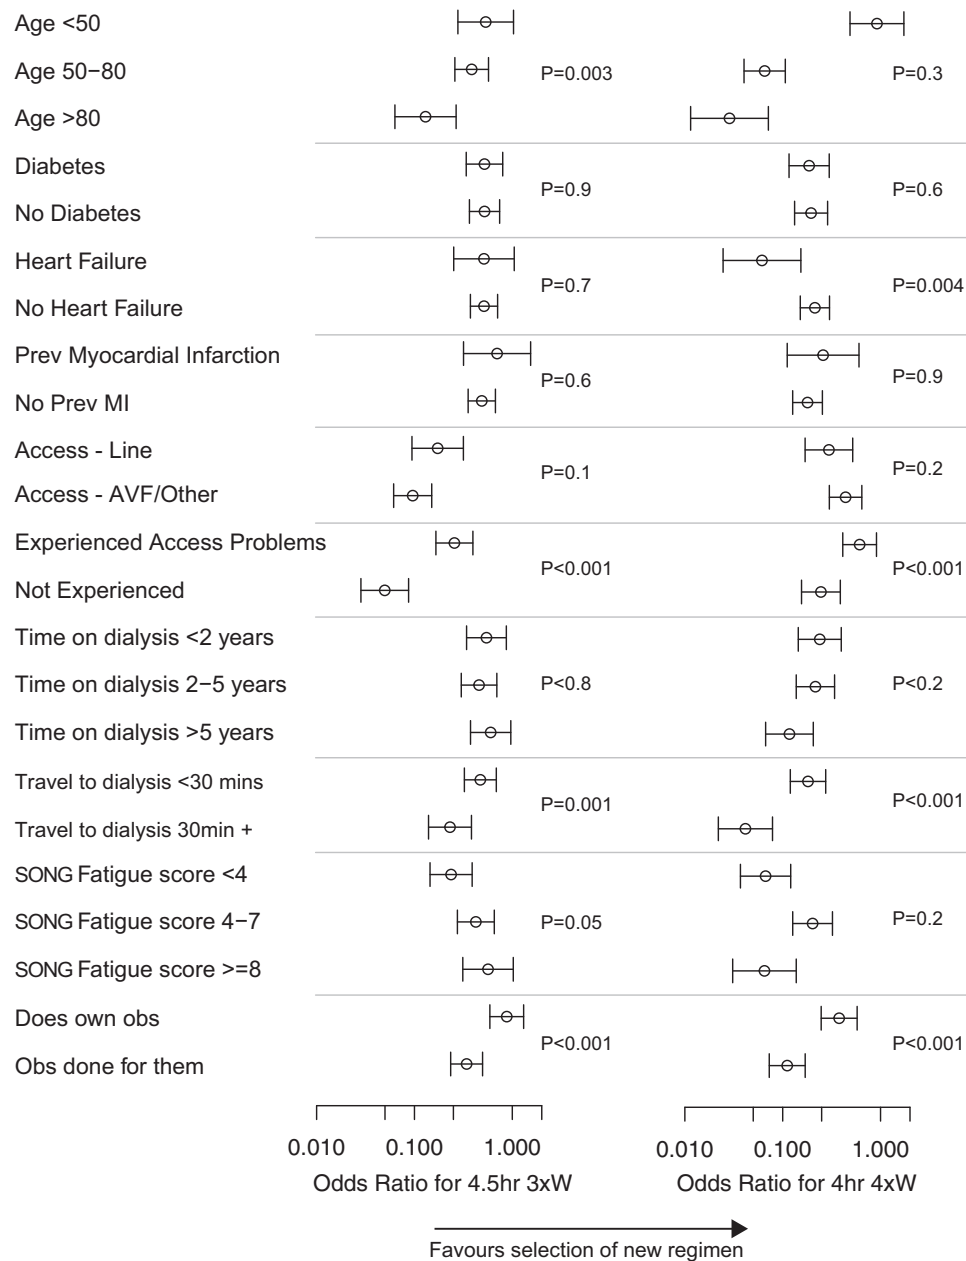 Age <50
Age 50−80 P=0.003 P=0.3
Age >80
Diabetes
P=0.9 P=0.6
No Diabetes
Heart Failure
P=0.7 P=0.004
No Heart Failure
Prev Myocardial Infarction
P=0.6 P=0.9
No Prev MI
Access - Line
P=0.1 P=0.2
Access - AVF/Other
Experienced Access Problems
P<0.001 P<0.001
Not Experienced
Time on dialysis <2 years
Time on dialysis 2−5 years P<0.8 P<0.2
Time on dialysis >5 years
Travel to dialysis <30 mins
P=0.001 P<0.001
Travel to dialysis 30min +
SONG Fatigue score <4
SONG Fatigue score 4−7 P=0.05 P=0.2
SONG Fatigue score >=8
Does own obs
P<0.001 P<0.001
Obs done for them
0.010 0.100 1.000 0.010 0.100 1.000
Odds Ratio for 4.5hr 3xW Odds Ratio for 4hr 4xW
Favours selection of new regimen